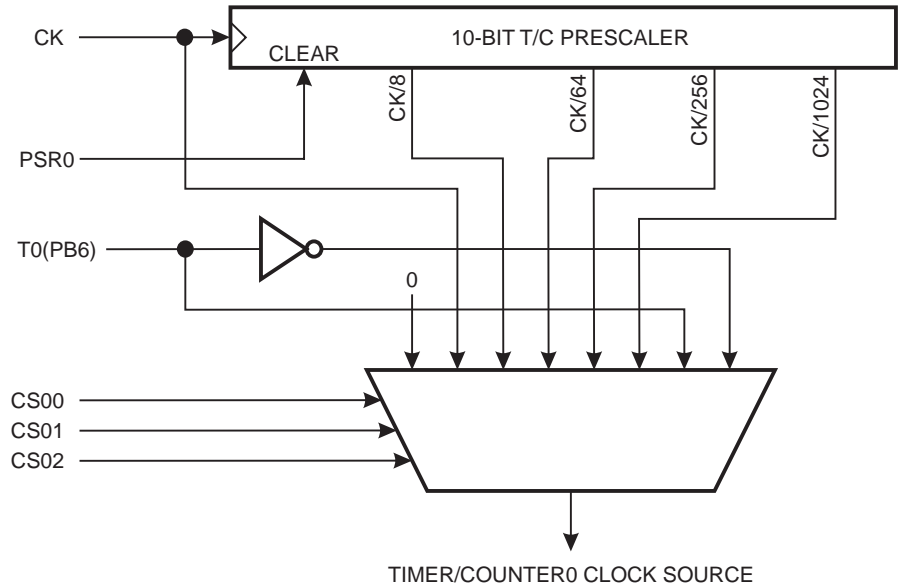 CK
10-BIT T/C PRESCALER
CLEAR
CK/8
CK/64
CK/256
CK/1024
PSR0
T0(PB6)
0
CS00
CS01
CS02
TIMER/COUNTER0 CLOCK SOURCE